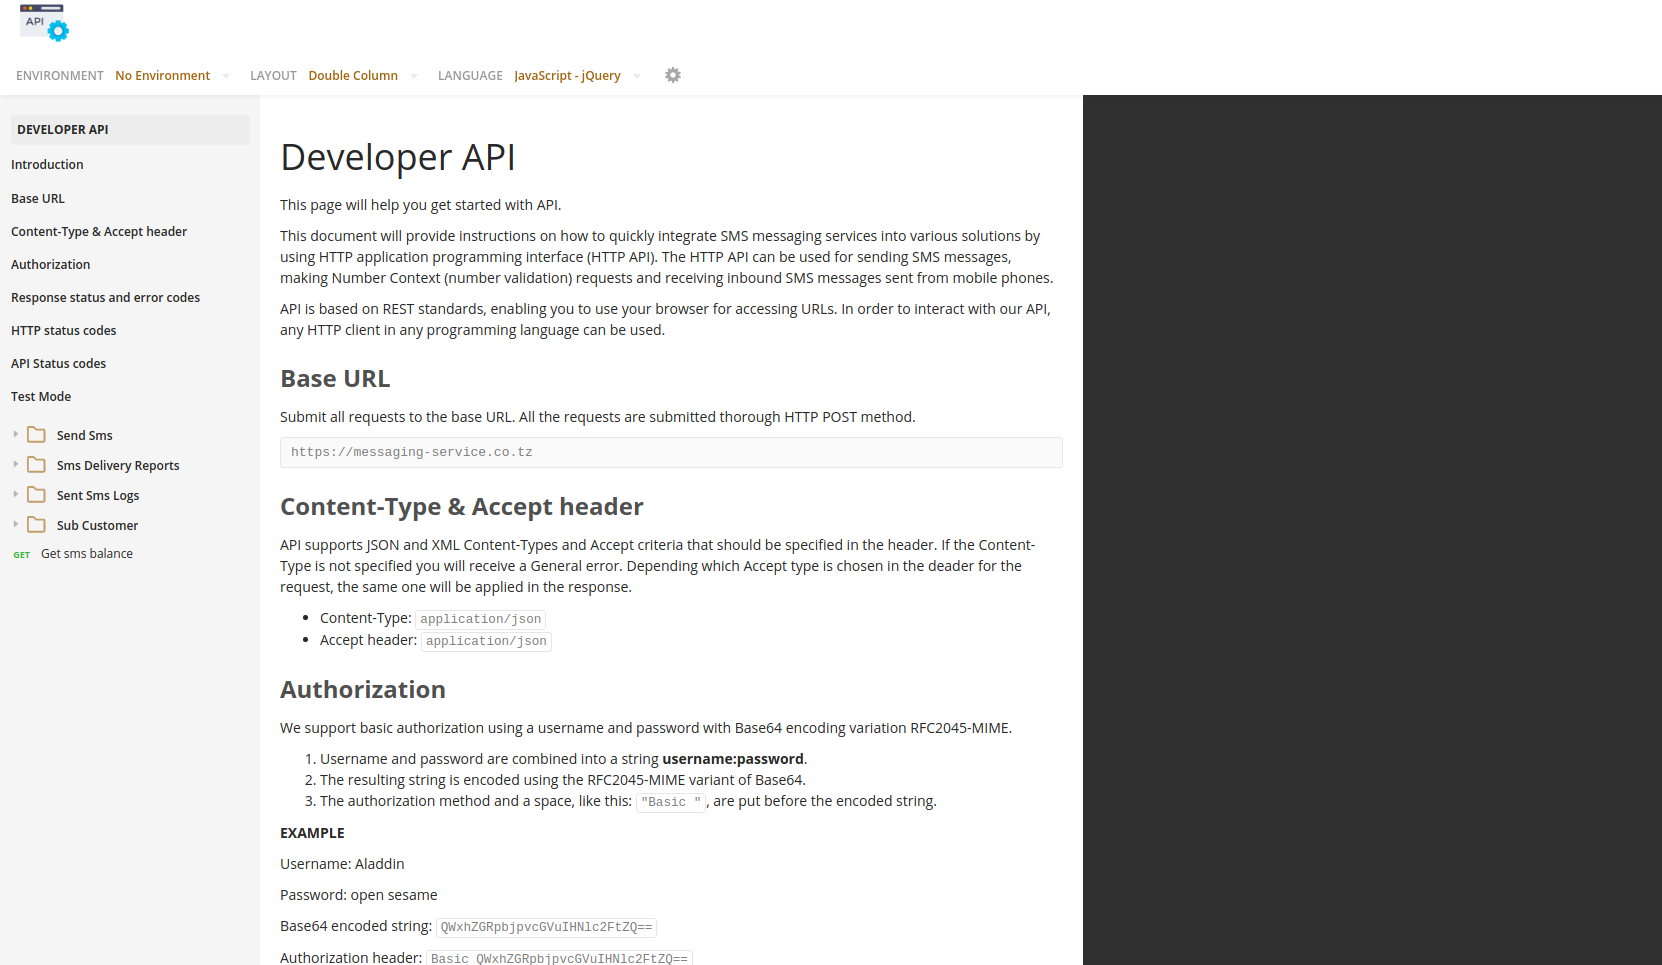 API
ENVIRONMENT No Environment LAYOUT Double Column LANGUAGE JavaScript - jQuery
DEVELOPER API
Introduction
Base URL
Content-Type & Accept header
Authorization
Response status and error codes
HTTP status codes
API Status codes
Test Mode
Send Sms
Sms Delivery Reports
Sent Sms Logs
Sub Customer
GET Get sms balance
Developer API
This page will help you get started with API.
This document will provide instructions on how to quickly integrate SMS messaging services into various solutions by
using HTTP application programming interface (HTTP API). The HTTP API can be used for sending SMS messages,
making Number Context (number validation) requests and receiving inbound SMS messages sent from mobile phones.
API is based on REST standards, enabling you to use your browser for accessing URLs. In order to interact with our API,
any HTTP client in any programming language can be used.
Base URL
Submit all requests to the base URL. All the requests are submitted thorough HTTP POST method.
https://messaging-service.co.tz
Content-Type & Accept header
API supports JSON and XML Content-Types and Accept criteria that should be specified in the header. If the Content-
Type is not specified you will receive a General error. Depending which Accept type is chosen in the deader for the
request, the same one will be applied in the response.
• Content-Type: application/json
• Accept header: application/json
Authorization
We support basic authorization using a username and password with Base64 encoding variation RFC2045-MIME.
1. Username and password are combined into a string username:password.
2. The resulting string is encoded using the RFC2045-MIME variant of Base64.
3. The authorization method and a space, like this: "Basic ", are put before the encoded string.
EXAMPLE
Username: Aladdin
Password: open sesame
Base64 encoded string: QWxhZGRpbjpvcGVuIHNlc2FtZQ==
Authorization header: Basic QWxhZGRpbjpvcGVuIHNlc2FtZQ==